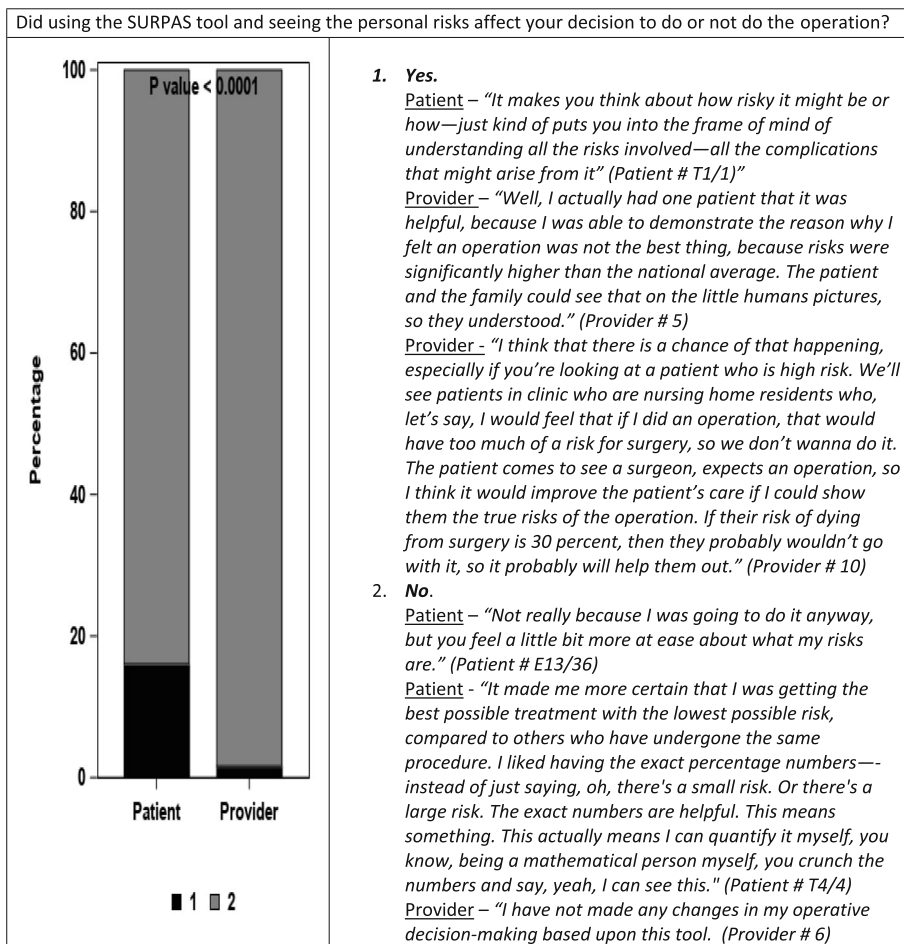 Did using the SURPAS tool and seeing the personal risks affect your decision to do or not do the operation?
100
P value < 0.0001
80
60
40
20
0
Percentage
Patient
Provider
1
2
1. Yes.
Patient – “It makes you think about how risky it might be or
how—just kind of puts you into the frame of mind of
understanding all the risks involved—all the complications
that might arise from it” (Patient # T1/1)”
Provider – “Well, I actually had one patient that it was
helpful, because I was able to demonstrate the reason why I
felt an operation was not the best thing, because risks were
significantly higher than the national average. The patient
and the family could see that on the little humans pictures,
so they understood.” (Provider # 5)
Provider - “I think that there is a chance of that happening,
especially if you’re looking at a patient who is high risk. We’ll
see patients in clinic who are nursing home residents who,
let’s say, I would feel that if I did an operation, that would
have too much of a risk for surgery, so we don’t wanna do it.
The patient comes to see a surgeon, expects an operation, so
I think it would improve the patient’s care if I could show
them the true risks of the operation. If their risk of dying
from surgery is 30 percent, then they probably wouldn’t go
with it, so it probably will help them out.” (Provider # 10)
2. No.
Patient – “Not really because I was going to do it anyway,
but you feel a little bit more at ease about what my risks
are.” (Patient # E13/36)
Patient - “It made me more certain that I was getting the
best possible treatment with the lowest possible risk,
compared to others who have undergone the same
procedure. I liked having the exact percentage numbers—-
instead of just saying, oh, there's a small risk. Or there's a
large risk. The exact numbers are helpful. This means
something. This actually means I can quantify it myself, you
know, being a mathematical person myself, you crunch the
numbers and say, yeah, I can see this." (Patient # T4/4)
Provider – “I have not made any changes in my operative
decision-making based upon this tool. (Provider # 6)